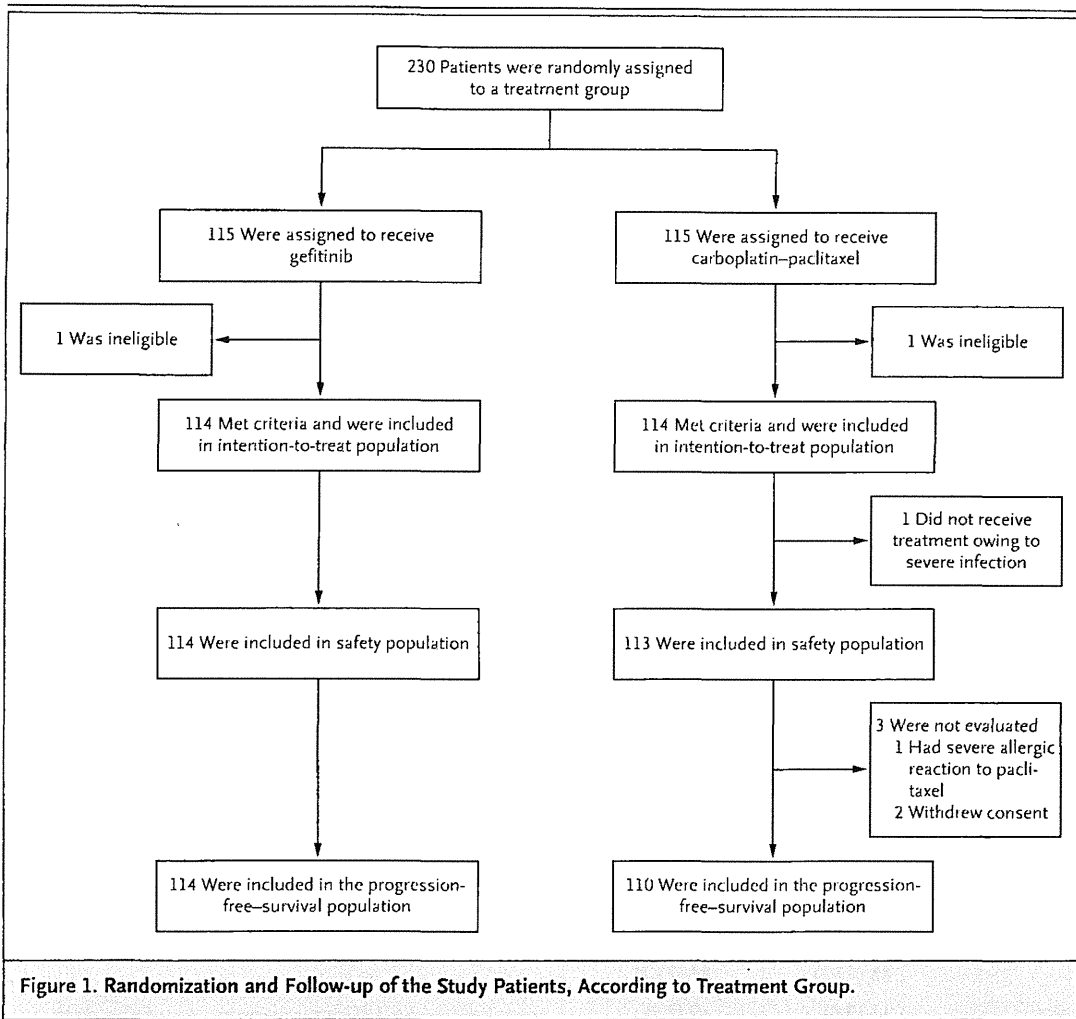 230 Patients were randomly assigned
to a treatment group
115 Were assigned to receive
gefitinib
115 Were assigned to receive
carboplatin–paclitaxel
1 Was ineligible
1 Was ineligible
114 Met criteria and were included
in intention-to-treat population
114 Met criteria and were included
in intention-to-treat population
1 Did not receive
treatment owing to
severe infection
114 Were included in safety population
113 Were included in safety population
3 Were not evaluated
1 Had severe allergic
reaction to pacli-
taxel
2 Withdrew consent
114 Were included in the progression-
free–survival population
110 Were included in the progression-
free–survival population
Figure 1. Randomization and Follow-up of the Study Patients, According to Treatment Group.